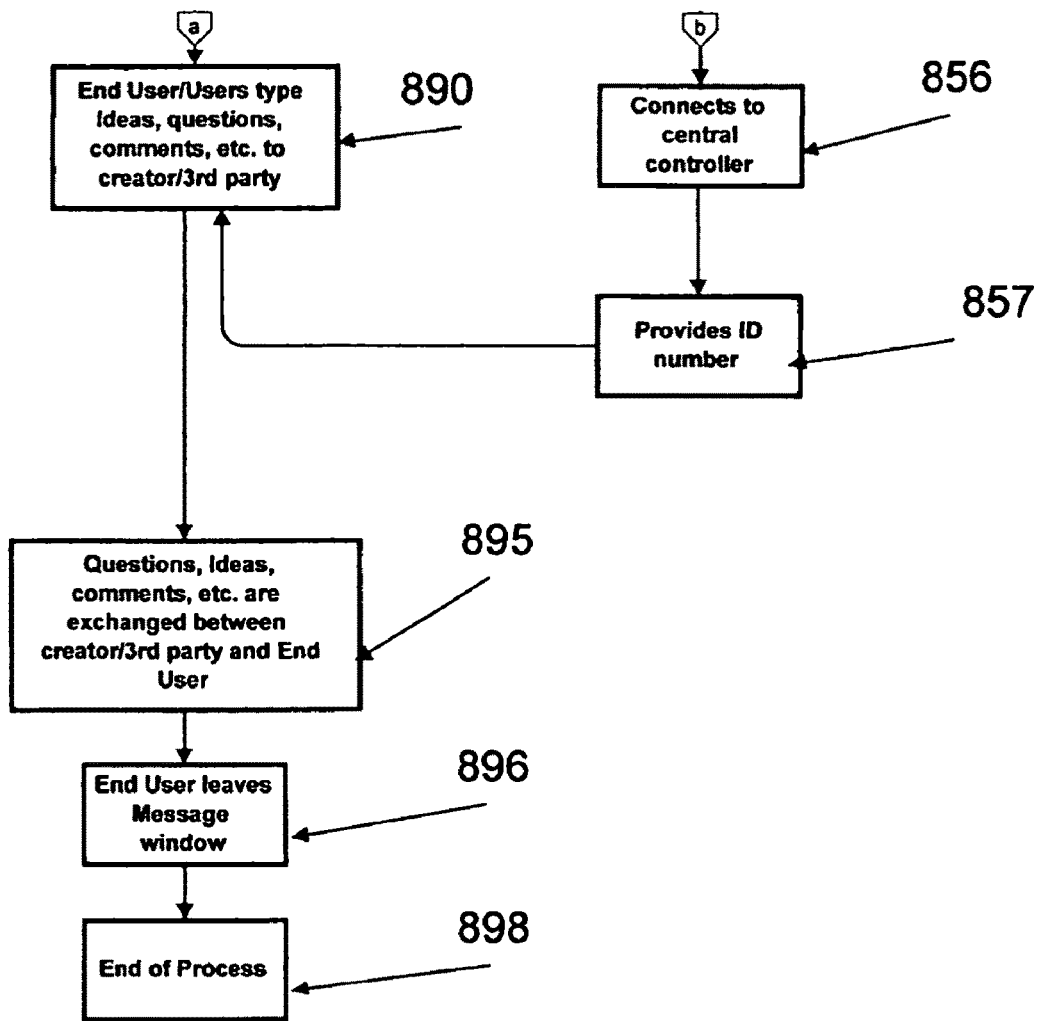 a
End User/Users type
Ideas, questions,
comments, etc. to
creator/3rd party
890
b
Connects to
central
controller
856
Provides ID
number
857
Questions, Ideas,
comments, etc. are
exchanged between
creator/3rd party and End
User
895
End User leaves
Message
window
896
End of Process
898